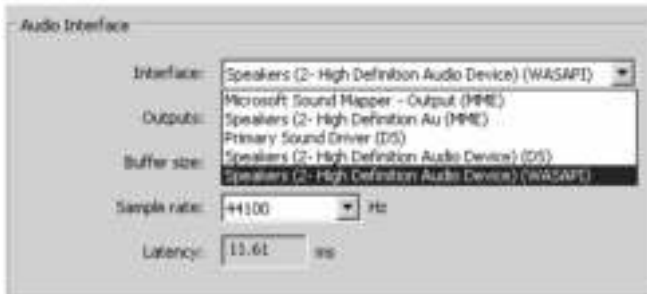 Audio Interface
Interface: Speakers (2- High Definition Audio Device) (WASAPI)
Microsoft Sound Mapper - Output (MME)
Outputs: Speakers (2- High Definition Au (MME)
Primary Sound Driver (DS)
Buffer size: Speakers (2- High Definition Audio Device) (DS)
Speakers (2- High Definition Audio Device) (WASAPI)
Sample rate: 44100 Hz
Latency: 11.61 ms